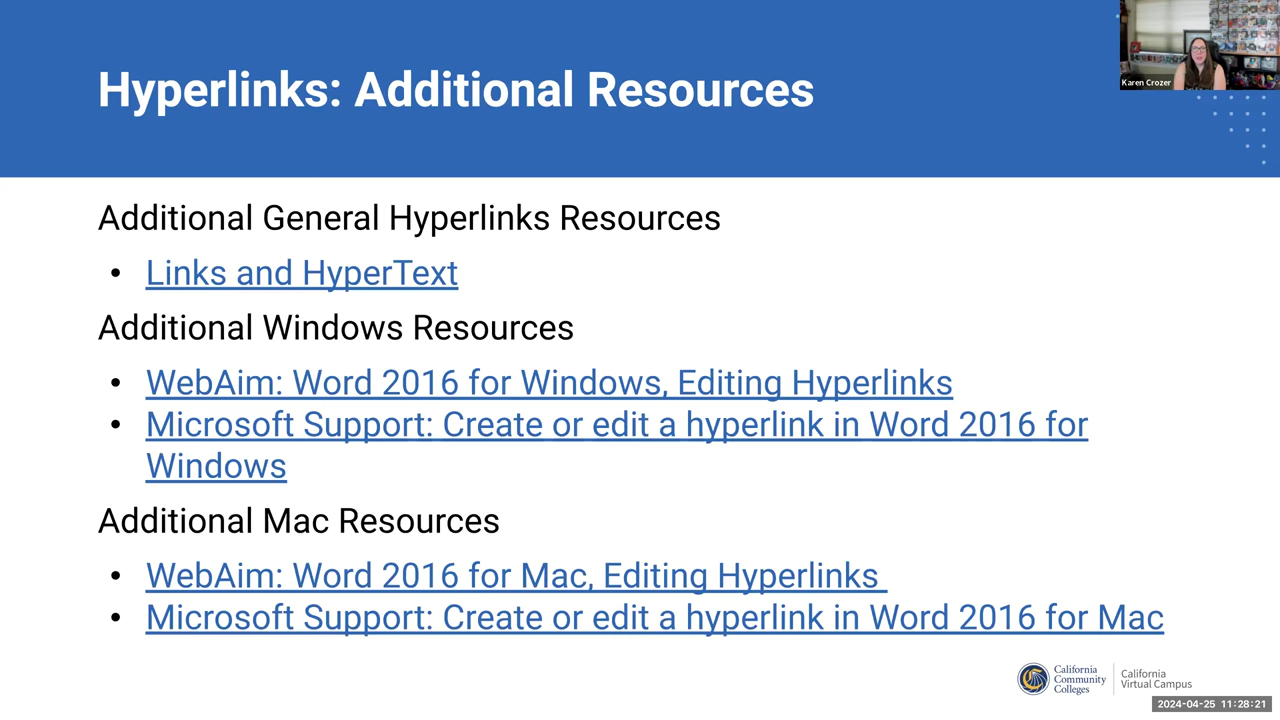 Hyperlinks: Additional Resources
Karen Crozer
Additional General Hyperlinks Resources
• Links and HyperText
Additional Windows Resources
• WebAim: Word 2016 for Windows, Editing Hyperlinks
• Microsoft Support: Create or edit a hyperlink in Word 2016 for
Windows
Additional Mac Resources
• WebAim: Word 2016 for Mac, Editing Hyperlinks
• Microsoft Support: Create or edit a hyperlink in Word 2016 for Mac
California
Community
Colleges
California
Virtual Campus
2024-04-25 11:28:21